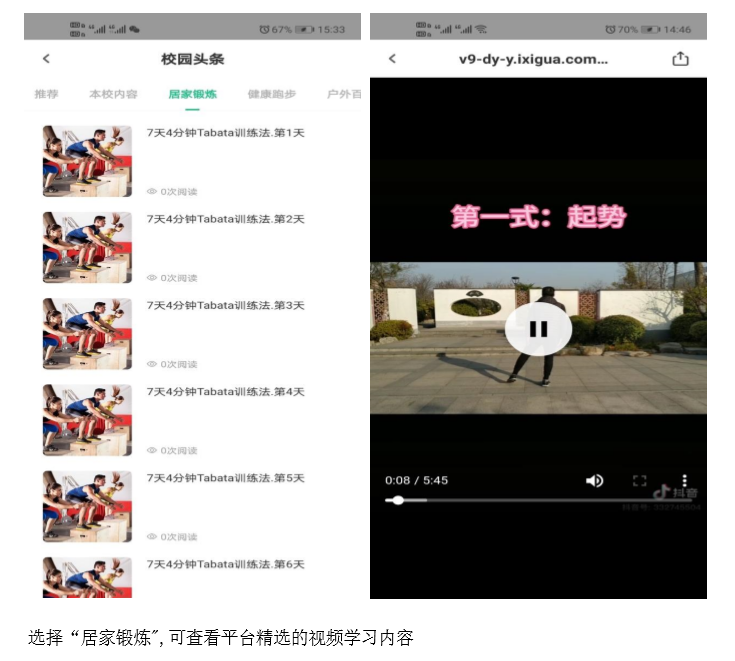 67% 15:33
校园头条
推荐 本校内容 居家锻炼 健康跑步 户外百
7天4分钟Tabata训练法.第1天
0次阅读
7天4分钟Tabata训练法.第2天
0次阅读
7天4分钟Tabata训练法.第3天
0次阅读
7天4分钟Tabata训练法.第4天
0次阅读
7天4分钟Tabata训练法.第5天
0次阅读
7天4分钟Tabata训练法.第6天
70% 14:46
v9-dy-y.ixigua.com...
第一式：起势
0:08 / 5:45
抖音
选择“居家锻炼",可查看平台精选的视频学习内容